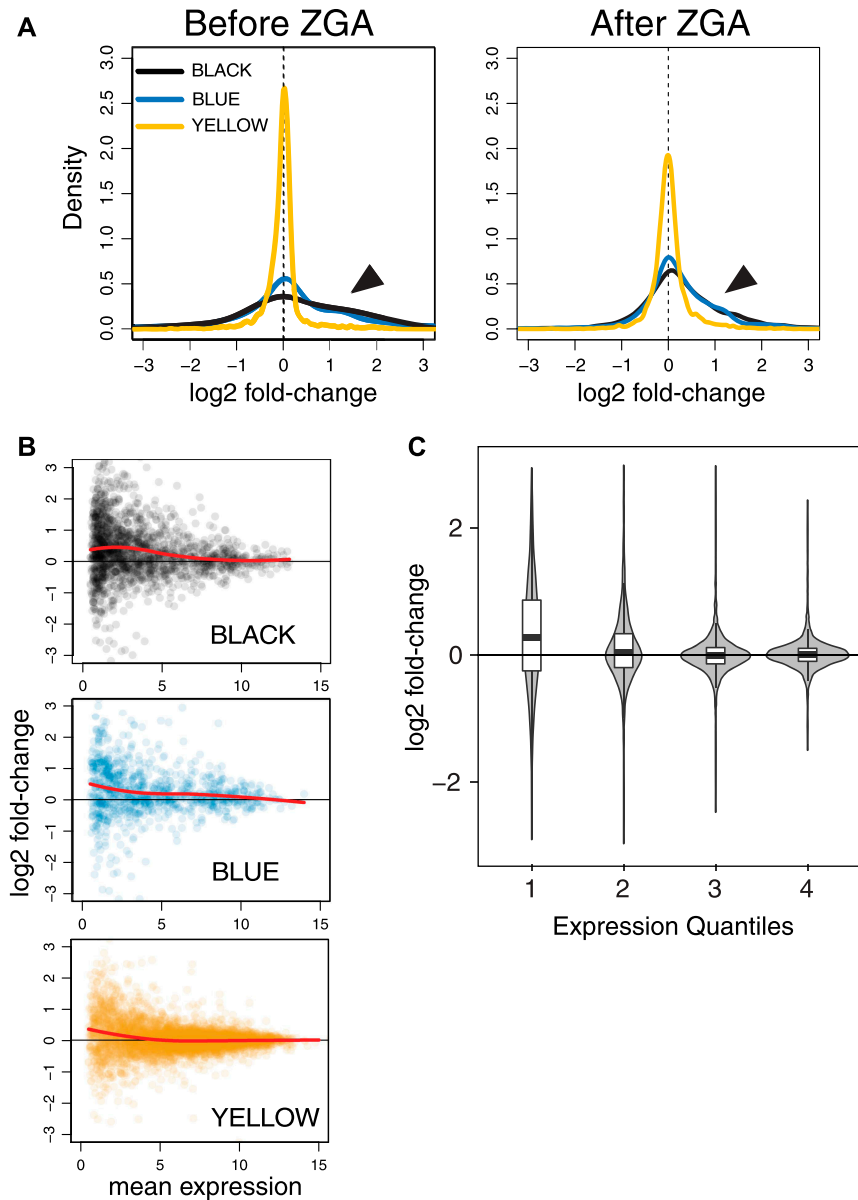 A
Before ZGA
After ZGA
BLACK
BLUE
YELLOW
Density
0.0 0.5 1.0 1.5 2.0 2.5 3.0
−3 −2 −1 0 1 2 3
log2 fold-change
0.0 0.5 1.0 1.5 2.0 2.5 3.0
−3 −2 −1 0 1 2 3
log2 fold-change
B
log2 fold-change
−3 −2 −1 0 1 2 3
BLACK
0 5 10 15
−3 −2 −1 0 1 2 3
BLUE
0 5 10 15
−3 −2 −1 0 1 2 3
YELLOW
0 5 10 15
mean expression
C
log2 fold-change
2
0
−2
1 2 3 4
Expression Quantiles